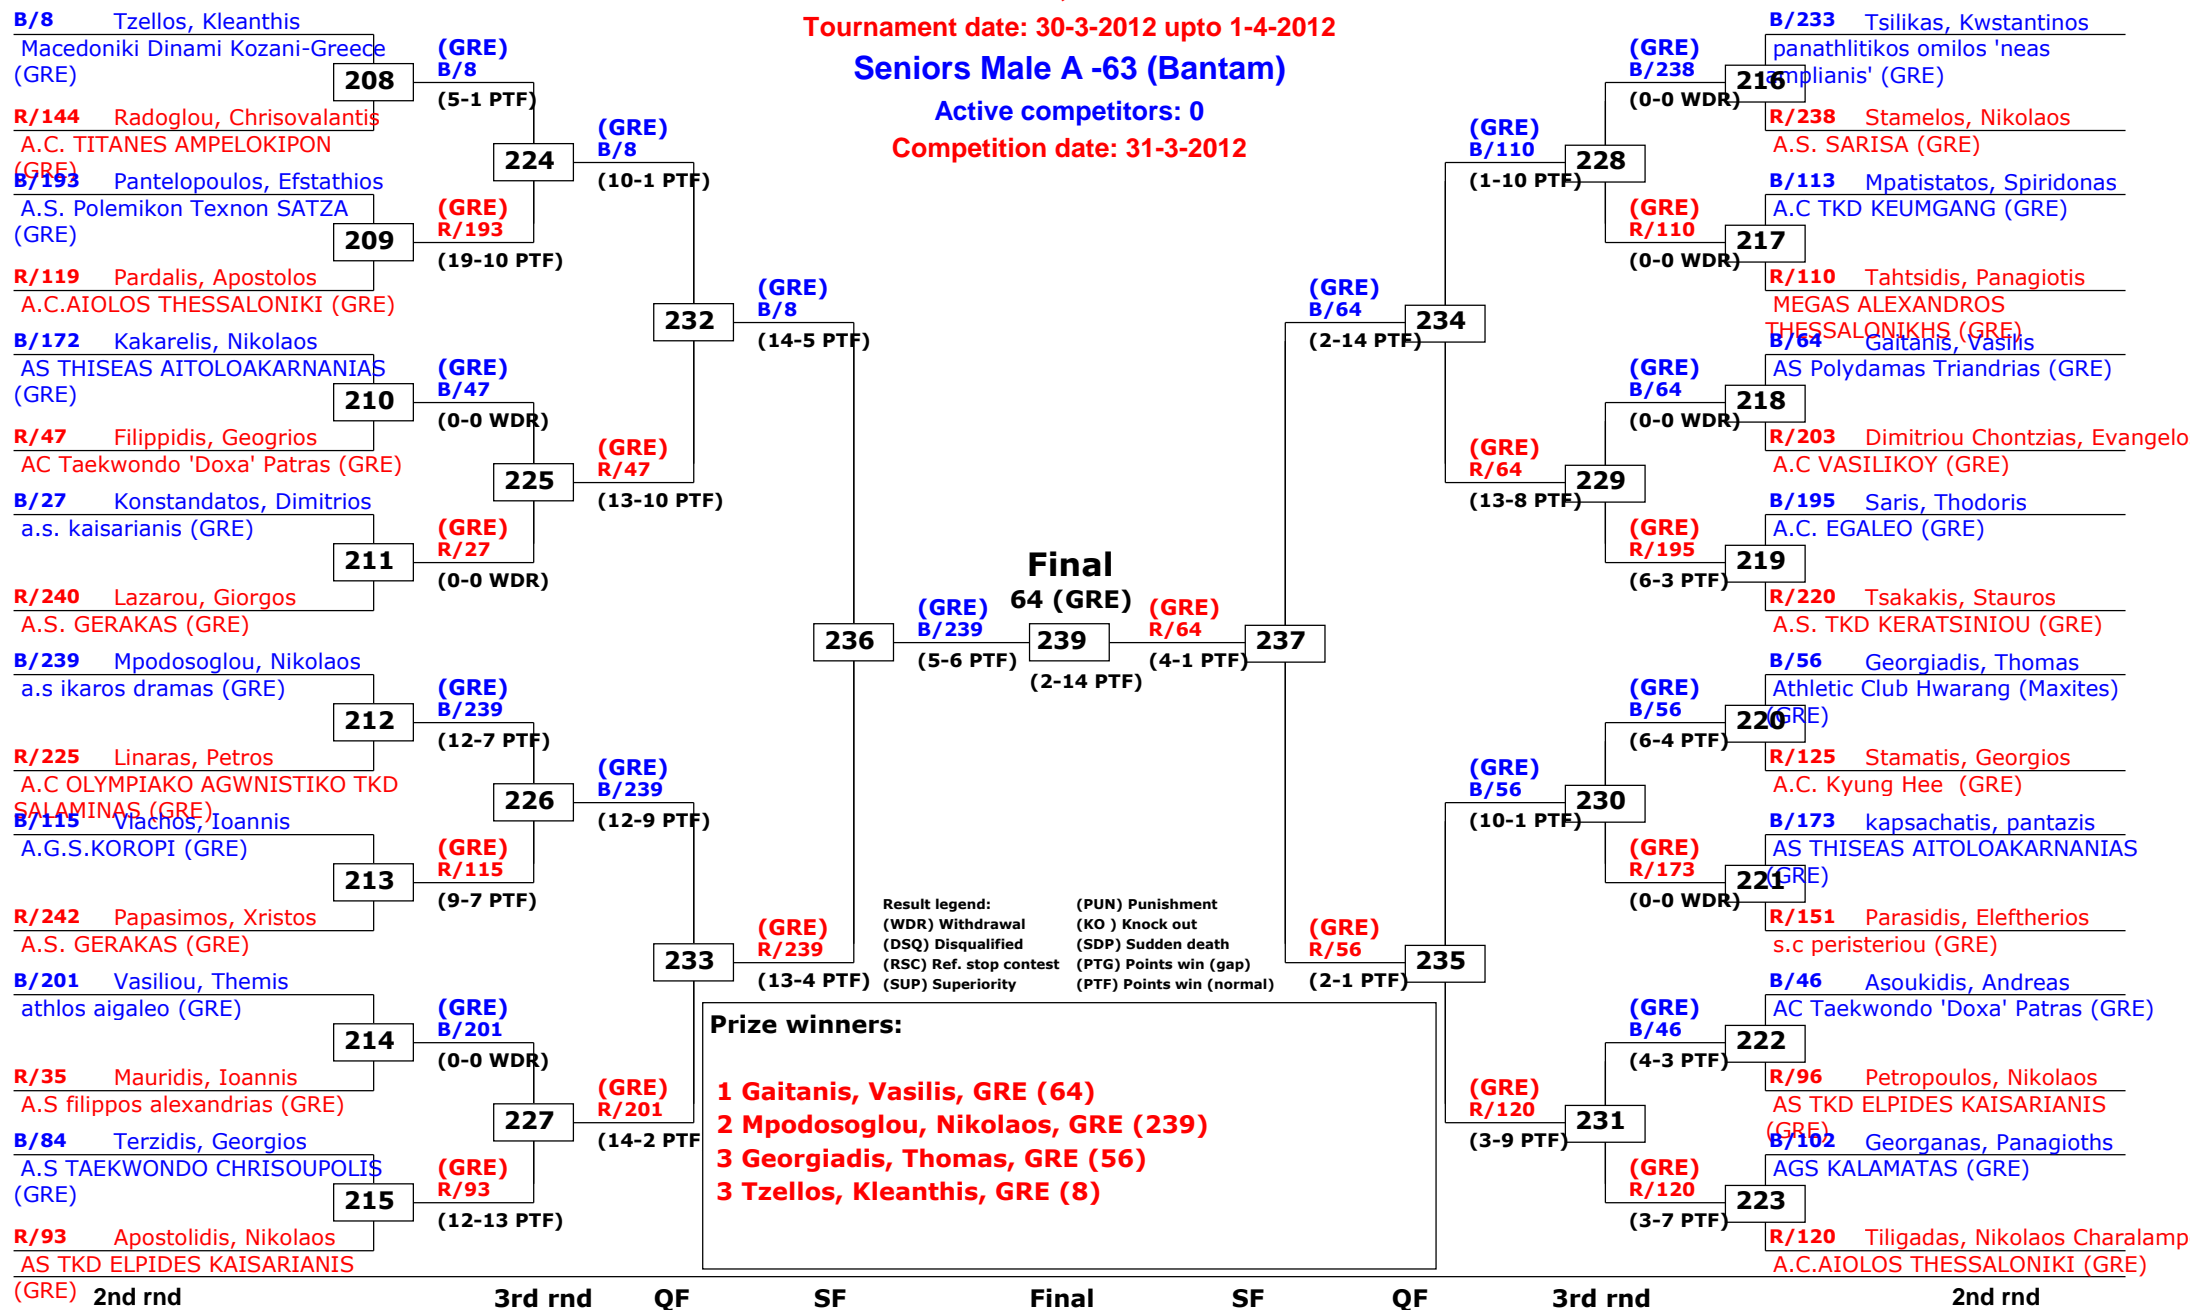 Tournament date: 30-3-2012 upto 1-4-2012
Seniors Male A -63 (Bantam)
Active competitors: 0
Competition date: 31-3-2012
B/8 Tzellos, Kleanthis
Macedoniki Dinami Kozani-Greece
(GRE)
208
R/144 Radoglou, Chrisovalantis
A.C. TITANES AMPELOKIPON
(GRE)
B/193 Pantelopoulos, Efstathios
A.S. Polemikon Texnon SATZA
(GRE)
209
R/119 Pardalis, Apostolos
A.C.AIOLOS THESSALONIKI (GRE)
B/172 Kakarelis, Nikolaos
AS THISEAS AITOLOAKARNANIAS
(GRE)
210
R/47 Filippidis, Geogrios
AC Taekwondo 'Doxa' Patras (GRE)
B/27 Konstandatos, Dimitrios
a.s. kaisarianis (GRE)
211
R/240 Lazarou, Giorgos
A.S. GERAKAS (GRE)
B/239 Mpodosoglou, Nikolaos
a.s ikaros dramas (GRE)
212
R/225 Linaras, Petros
A.C OLYMPIAKO AGWNISTIKO TKD
SALAMINAS (GRE)
B/115 Vlachos, Ioannis
A.G.S.KOROPI (GRE)
213
R/242 Papasimos, Xristos
A.S. GERAKAS (GRE)
B/201 Vasiliou, Themis
athlos aigaleo (GRE)
214
R/35 Mauridis, Ioannis
A.S filippos alexandrias (GRE)
B/84 Terzidis, Georgios
A.S TAEKWONDO CHRISOUPOLIS
(GRE)
215
R/93 Apostolidis, Nikolaos
AS TKD ELPIDES KAISARIANIS
(GRE)
(GRE)
B/8
(5-1 PTF)
224
(GRE)
R/193
(19-10 PTF)
(GRE)
B/47
(0-0 WDR)
225
(GRE)
R/27
(0-0 WDR)
(GRE)
B/239
(12-7 PTF)
226
(GRE)
R/115
(9-7 PTF)
(GRE)
B/201
(0-0 WDR)
227
(GRE)
R/93
(12-13 PTF)
(GRE)
B/8
(10-1 PTF)
232
(GRE)
R/47
(13-10 PTF)
(GRE)
B/239
(12-9 PTF)
233
(GRE)
R/201
(14-2 PTF
(GRE)
B/8
(14-5 PTF)
236
(GRE)
R/239
(13-4 PTF)
(GRE)
B/239
(5-6 PTF)
Final
64 (GRE)
239
(2-14 PTF)
(GRE)
R/64
(4-1 PTF)
237
(GRE)
B/64
(2-14 PTF)
234
(GRE)
R/56
(2-1 PTF)
235
(GRE)
B/110
(1-10 PTF)
228
(GRE)
R/64
(13-8 PTF)
229
(GRE)
B/56
(10-1 PTF)
230
(GRE)
R/120
(3-9 PTF)
231
(GRE)
B/238
(0-0 WDR)
(GRE)
R/110
(0-0 WDR)
(GRE)
B/64
(0-0 WDR)
(GRE)
R/195
(6-3 PTF)
(GRE)
B/56
(6-4 PTF)
(GRE)
R/173
(0-0 WDR)
(GRE)
B/46
(4-3 PTF)
(GRE)
R/120
(3-7 PTF)
B/233 Tsilikas, Kwstantinos
panathlitikos omilos 'neas
amplianis' (GRE)
216
R/238 Stamelos, Nikolaos
A.S. SARISA (GRE)
B/113 Mpatistatos, Spiridonas
A.C TKD KEUMGANG (GRE)
217
R/110 Tahtsidis, Panagiotis
MEGAS ALEXANDROS
THESSALONIKHS (GRE)
B/64 Gaitanis, Vasilis
AS Polydamas Triandrias (GRE)
218
R/203 Dimitriou Chontzias, Evangelo
A.C VASILIKOY (GRE)
B/195 Saris, Thodoris
A.C. EGALEO (GRE)
219
R/220 Tsakakis, Stauros
A.S. TKD KERATSINIOU (GRE)
B/56 Georgiadis, Thomas
Athletic Club Hwarang (Maxites)
(GRE)
220
R/125 Stamatis, Georgios
A.C. Kyung Hee (GRE)
B/173 kapsachatis, pantazis
AS THISEAS AITOLOAKARNANIAS
(GRE)
221
R/151 Parasidis, Eleftherios
s.c peristeriou (GRE)
B/46 Asoukidis, Andreas
AC Taekwondo 'Doxa' Patras (GRE)
222
R/96 Petropoulos, Nikolaos
AS TKD ELPIDES KAISARIANIS
(GRE)
B/102 Georganas, Panagioths
AGS KALAMATAS (GRE)
223
R/120 Tiligadas, Nikolaos Charalamp
A.C.AIOLOS THESSALONIKI (GRE)
Result legend: (PUN) Punishment
(WDR) Withdrawal (KO ) Knock out
(DSQ) Disqualified (SDP) Sudden death
(RSC) Ref. stop contest (PTG) Points win (gap)
(SUP) Superiority (PTF) Points win (normal)
Prize winners:
1 Gaitanis, Vasilis, GRE (64)
2 Mpodosoglou, Nikolaos, GRE (239)
3 Georgiadis, Thomas, GRE (56)
3 Tzellos, Kleanthis, GRE (8)
2nd rnd 3rd rnd QF SF Final SF QF 3rd rnd 2nd rnd